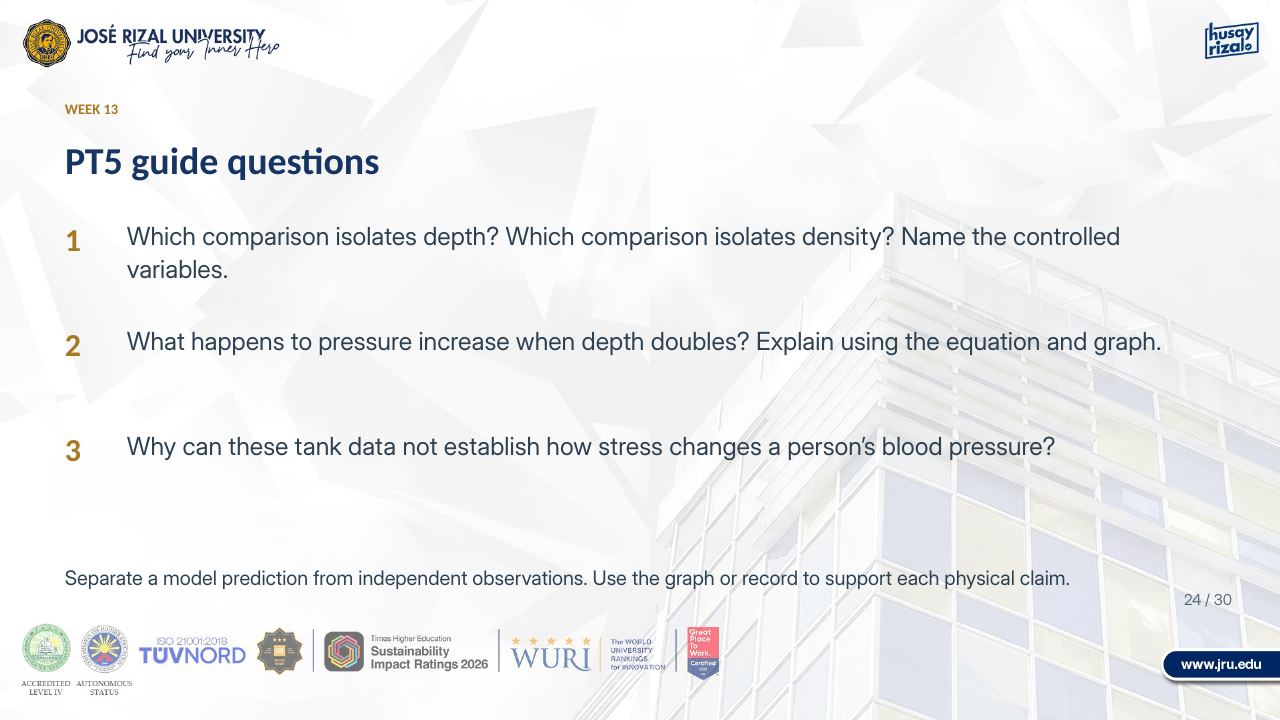 JOSÉ RIZAL UNIVERSITY
Find your Inner Hero
husay
rizal
WEEK 13
PT5 guide questions
1
Which comparison isolates depth? Which comparison isolates density? Name the controlled
variables.
2
What happens to pressure increase when depth doubles? Explain using the equation and graph.
3
Why can these tank data not establish how stress changes a person's blood pressure?
Separate a model prediction from independent observations. Use the graph or record to support each physical claim.
24 / 30
ISO 21001:2018
TÜVNORD
Times Higher Education
Sustainability
Impact Ratings 2026
WURI
The WORLD
UNIVERSITY
RANKINGS
for INNOVATION
Great
Place
To
Work.
Certified
ACCREDITED
LEVEL IV
AUTONOMOUS
STATUS
www.jru.edu